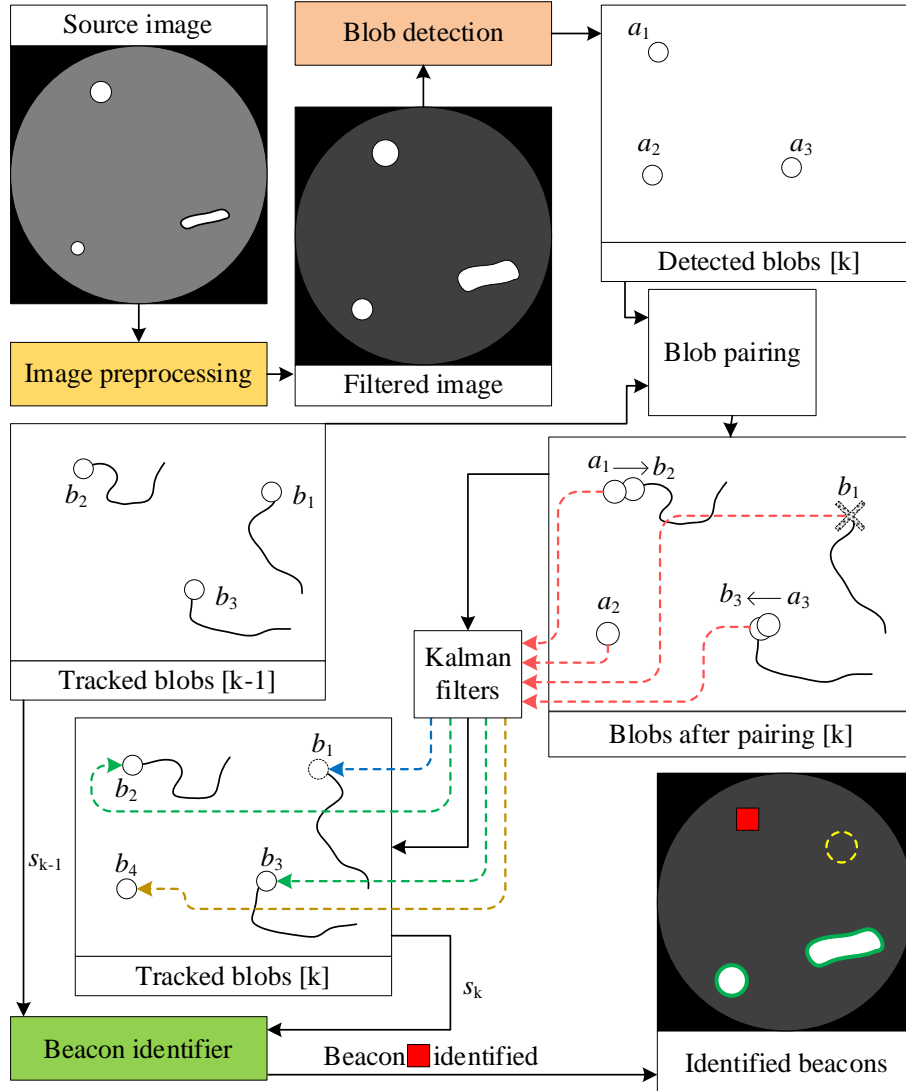 Source image
Blob detection
a1
a2
a3
Detected blobs [k]
Image preprocessing
Filtered image
Blob pairing
b2
b1
b3
Tracked blobs [k-1]
a1 → b2
b1
a2
b3 ← a3
Blobs after pairing [k]
Kalman
filters
b2
b1
b4
b3
Tracked blobs [k]
sk-1
sk
Beacon identifier
Beacon identified
Identified beacons